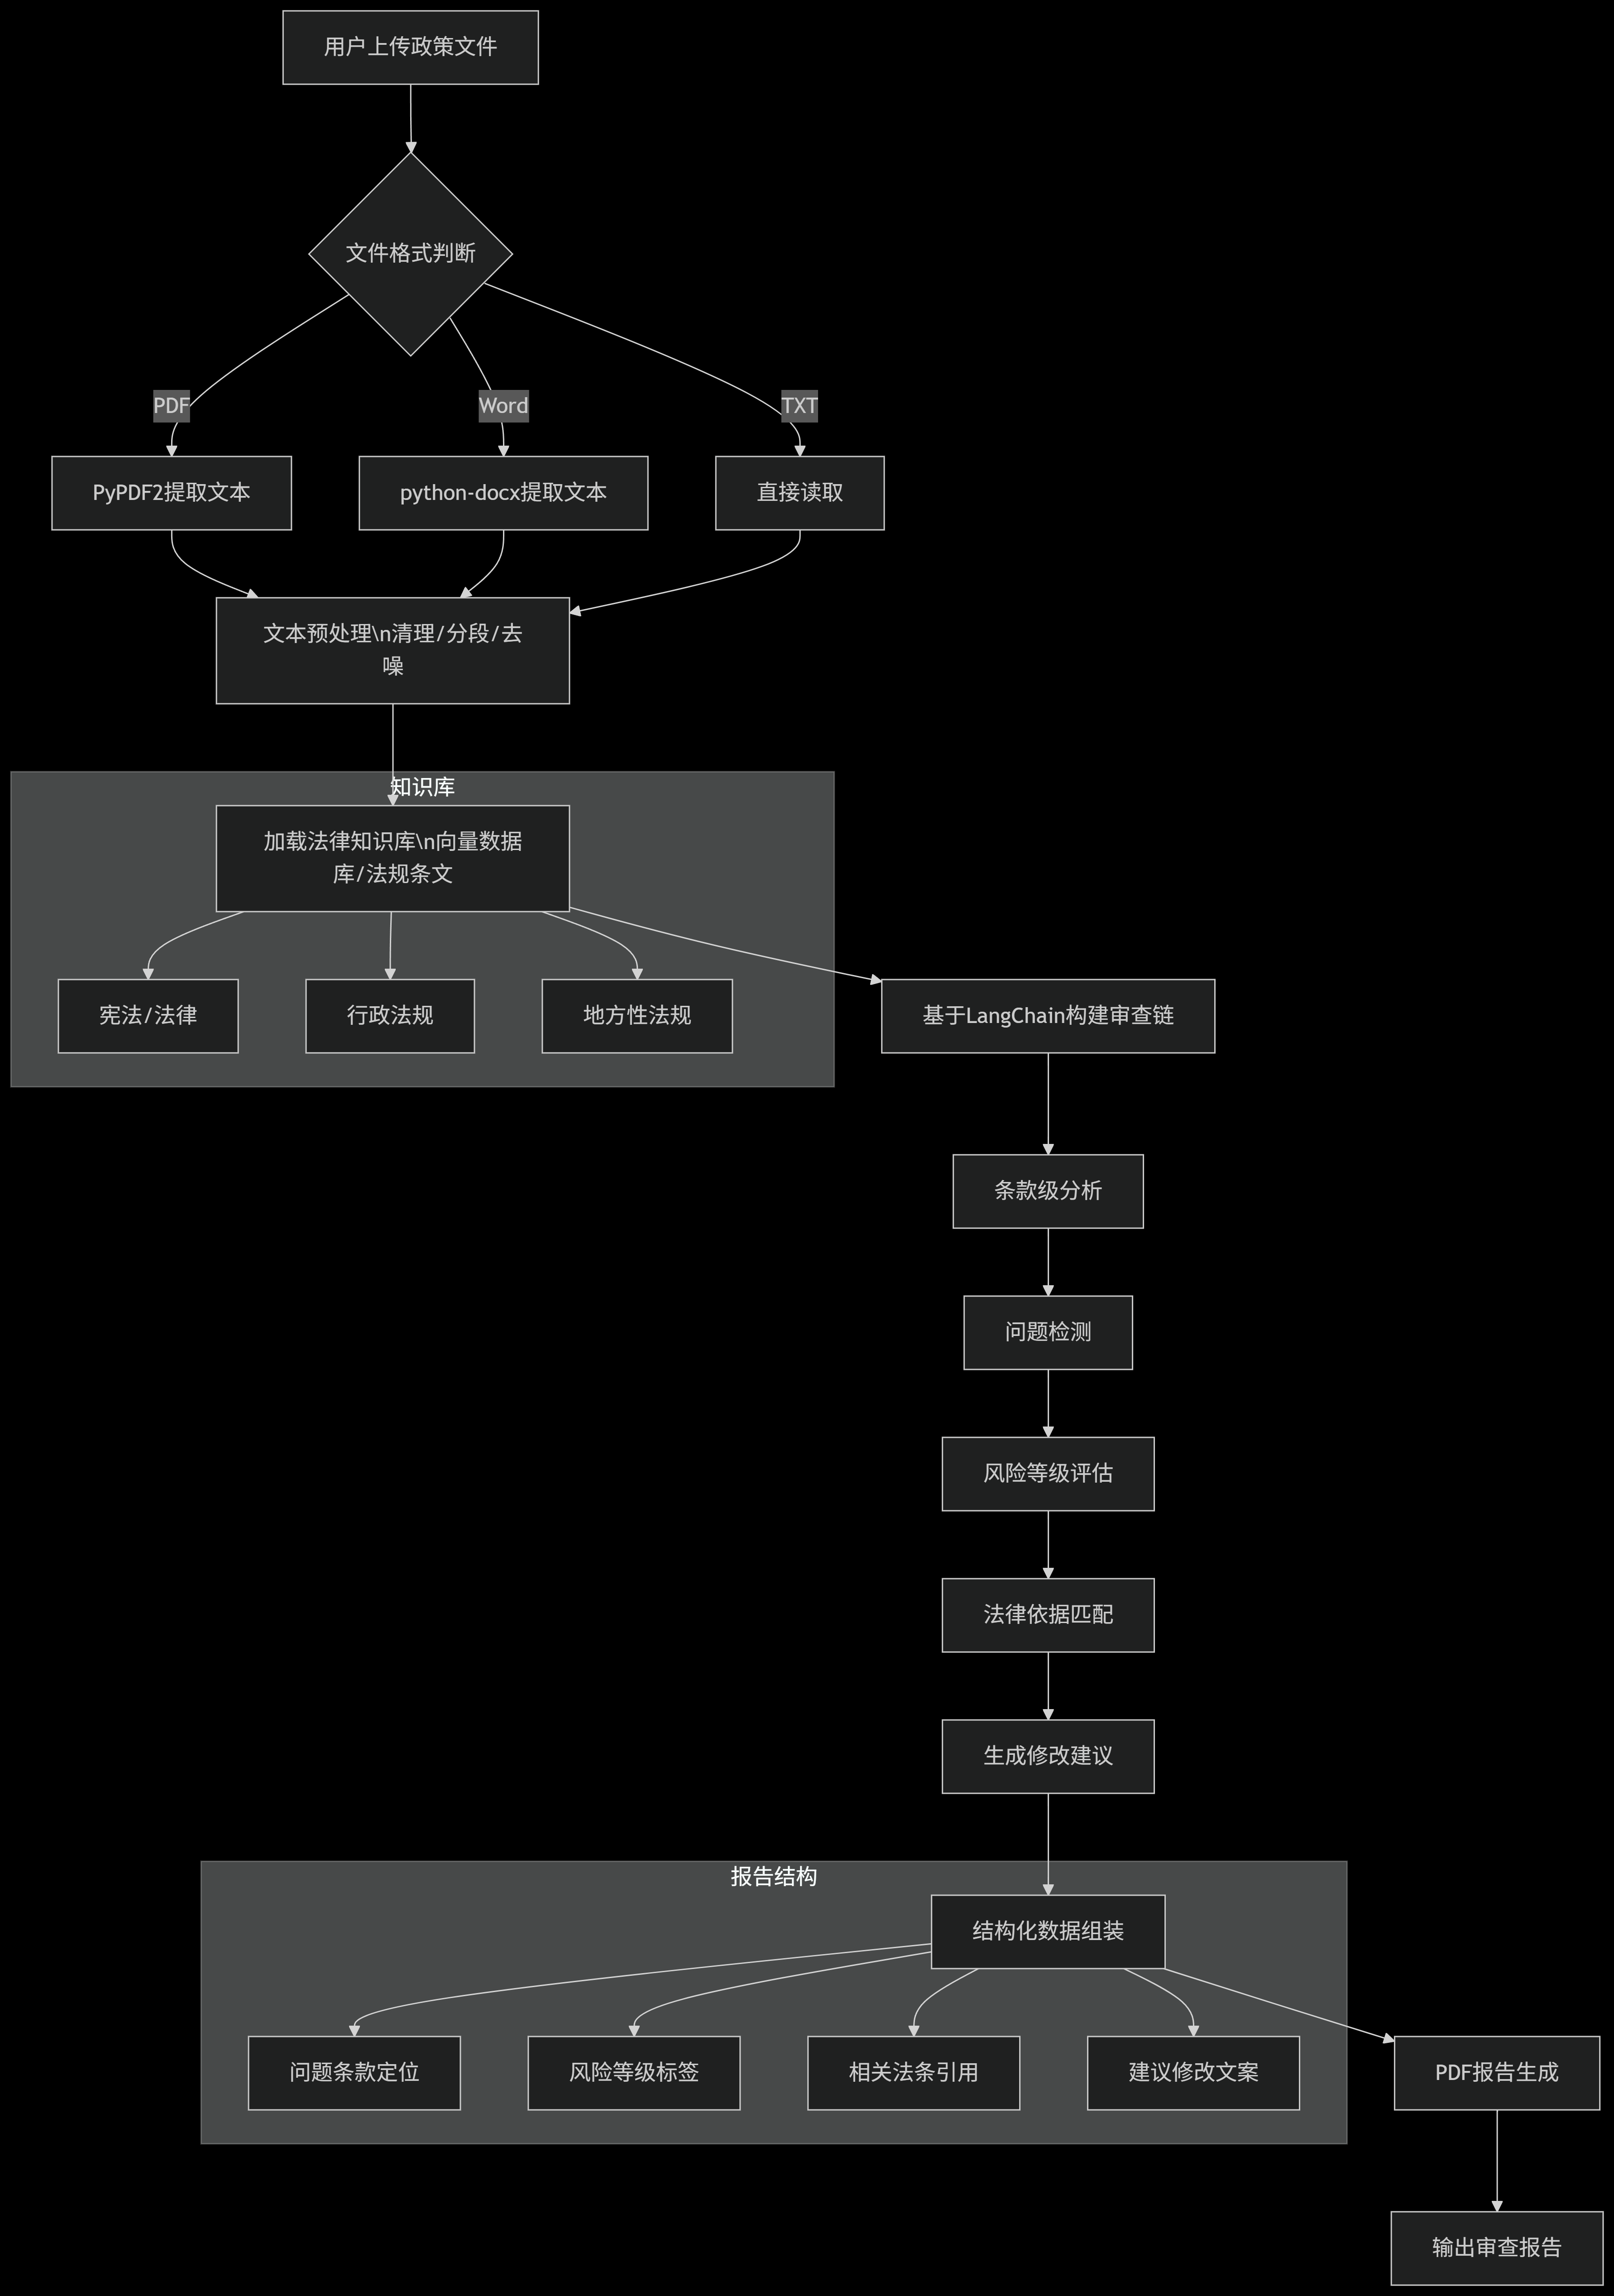 用户上传政策文件
文件格式判断
PDF
Word
TXT
PyPDF2提取文本
python-docx提取文本
直接读取
文本预处理\n清理/分段/去
噪
知识库
加载法律知识库\n向量数据
库/法规条文
宪法/法律
行政法规
地方性法规
基于LangChain构建审查链
条款级分析
问题检测
风险等级评估
法律依据匹配
生成修改建议
报告结构
结构化数据组装
问题条款定位
风险等级标签
相关法条引用
建议修改文案
PDF报告生成
输出审查报告